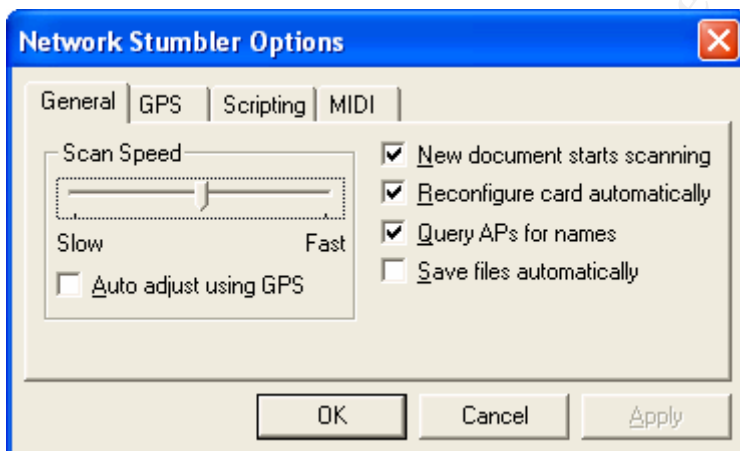 Network Stumbler Options
General GPS Scripting MIDI
Scan Speed
Slow Fast
Auto adjust using GPS
New document starts scanning
Reconfigure card automatically
Query APs for names
Save files automatically
OK Cancel Apply